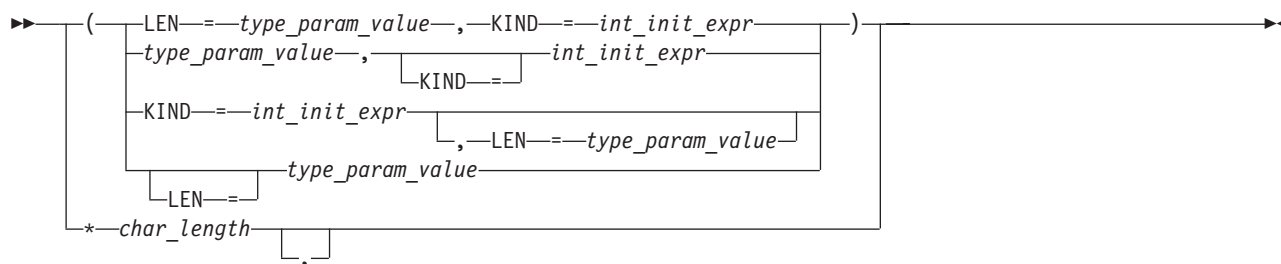 ( LEN = type_param_value , KIND = int_init_expr )
type_param_value , int_init_expr
KIND =
KIND = int_init_expr
, LEN = type_param_value
type_param_value
LEN =
* char_length
,